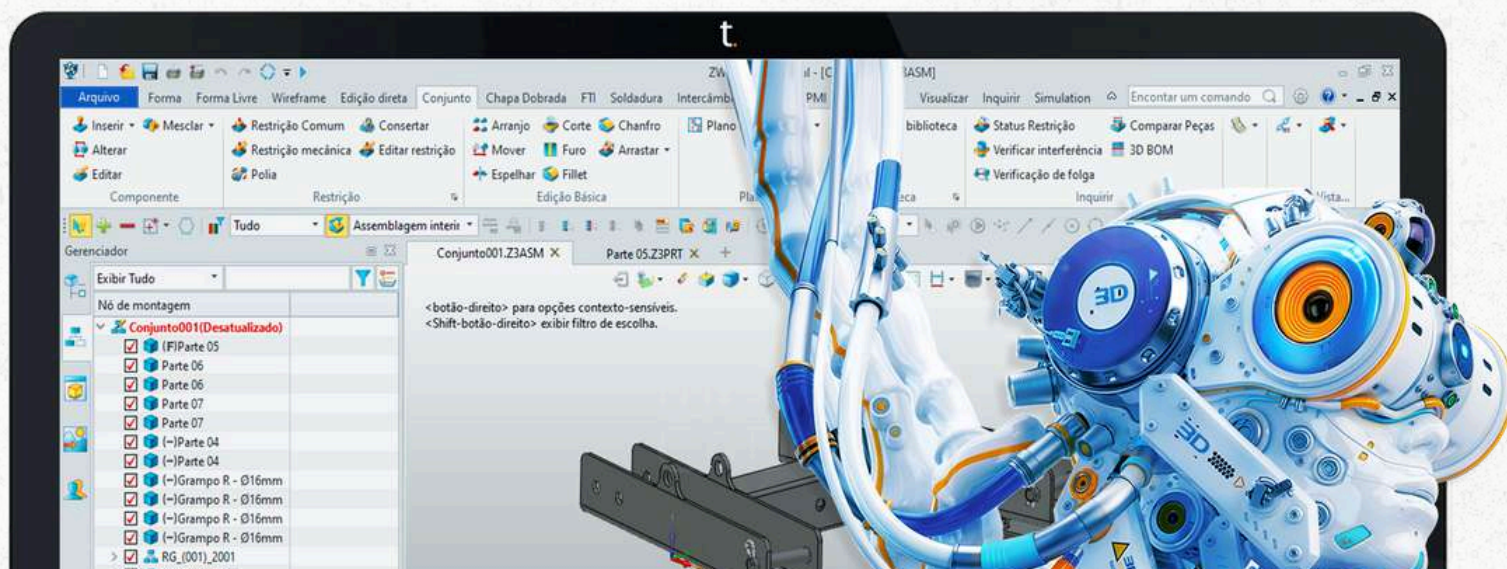 t.
ZW
il - [C
3ASM]
Arquivo Forma Forma Livre Wireframe Edição direta Conjunto Chapa Dobrada FTI Soldadura Intercâmb PMI Visualizar Inquirir Simulation Encontar um comando
Inserir Mesclar Restrição Comum Consertar Arranjo Corte Chanfro Plano biblioteca Status Restrição Comparar Peças
Alterar Restrição mecânica Editar restrição Mover Furo Arrastar Verificar interferência 3D BOM
Editar Polia Espelhar Fillet Verificação de folga
Componente Restrição Edição Básica Pla eca Inquirir Vista...
Tudo Assemblagem interir
Gerenciador Conjunto001.Z3ASM Parte 05.Z3PRT
Exibir Tudo
Nó de montagem
<botão-direito> para opções contexto-sensíveis.
<Shift-botão-direito> exibir filtro de escolha.
Conjunto001(Desatualizado)
(F)Parte 05
Parte 06
Parte 06
Parte 07
Parte 07
(-)Parte 04
(-)Parte 04
(-)Grampo R - Ø16mm
(-)Grampo R - Ø16mm
(-)Grampo R - Ø16mm
(-)Grampo R - Ø16mm
RG_(001)_2001
3D
3D